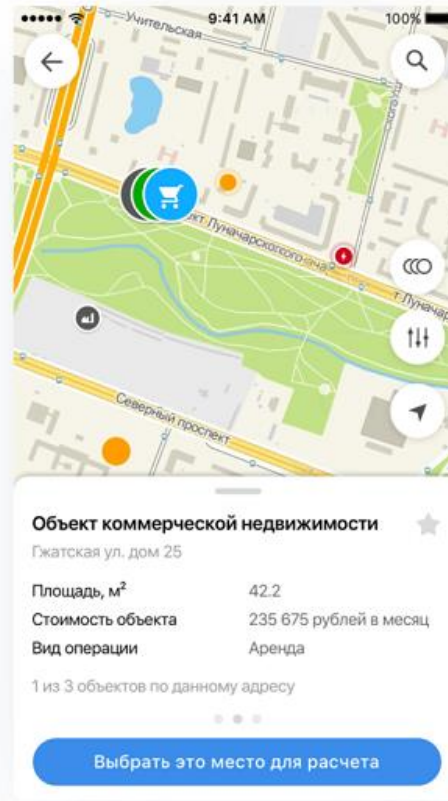 9:41 AM
100%
Учительская
кт Луначарского
т Луначар
Северный проспект
Объект коммерческой недвижимости
Гжатская ул. дом 25
Площадь, м² 42.2
Стоимость объекта 235 675 рублей в месяц
Вид операции Аренда
1 из 3 объектов по данному адресу
Выбрать это место для расчета